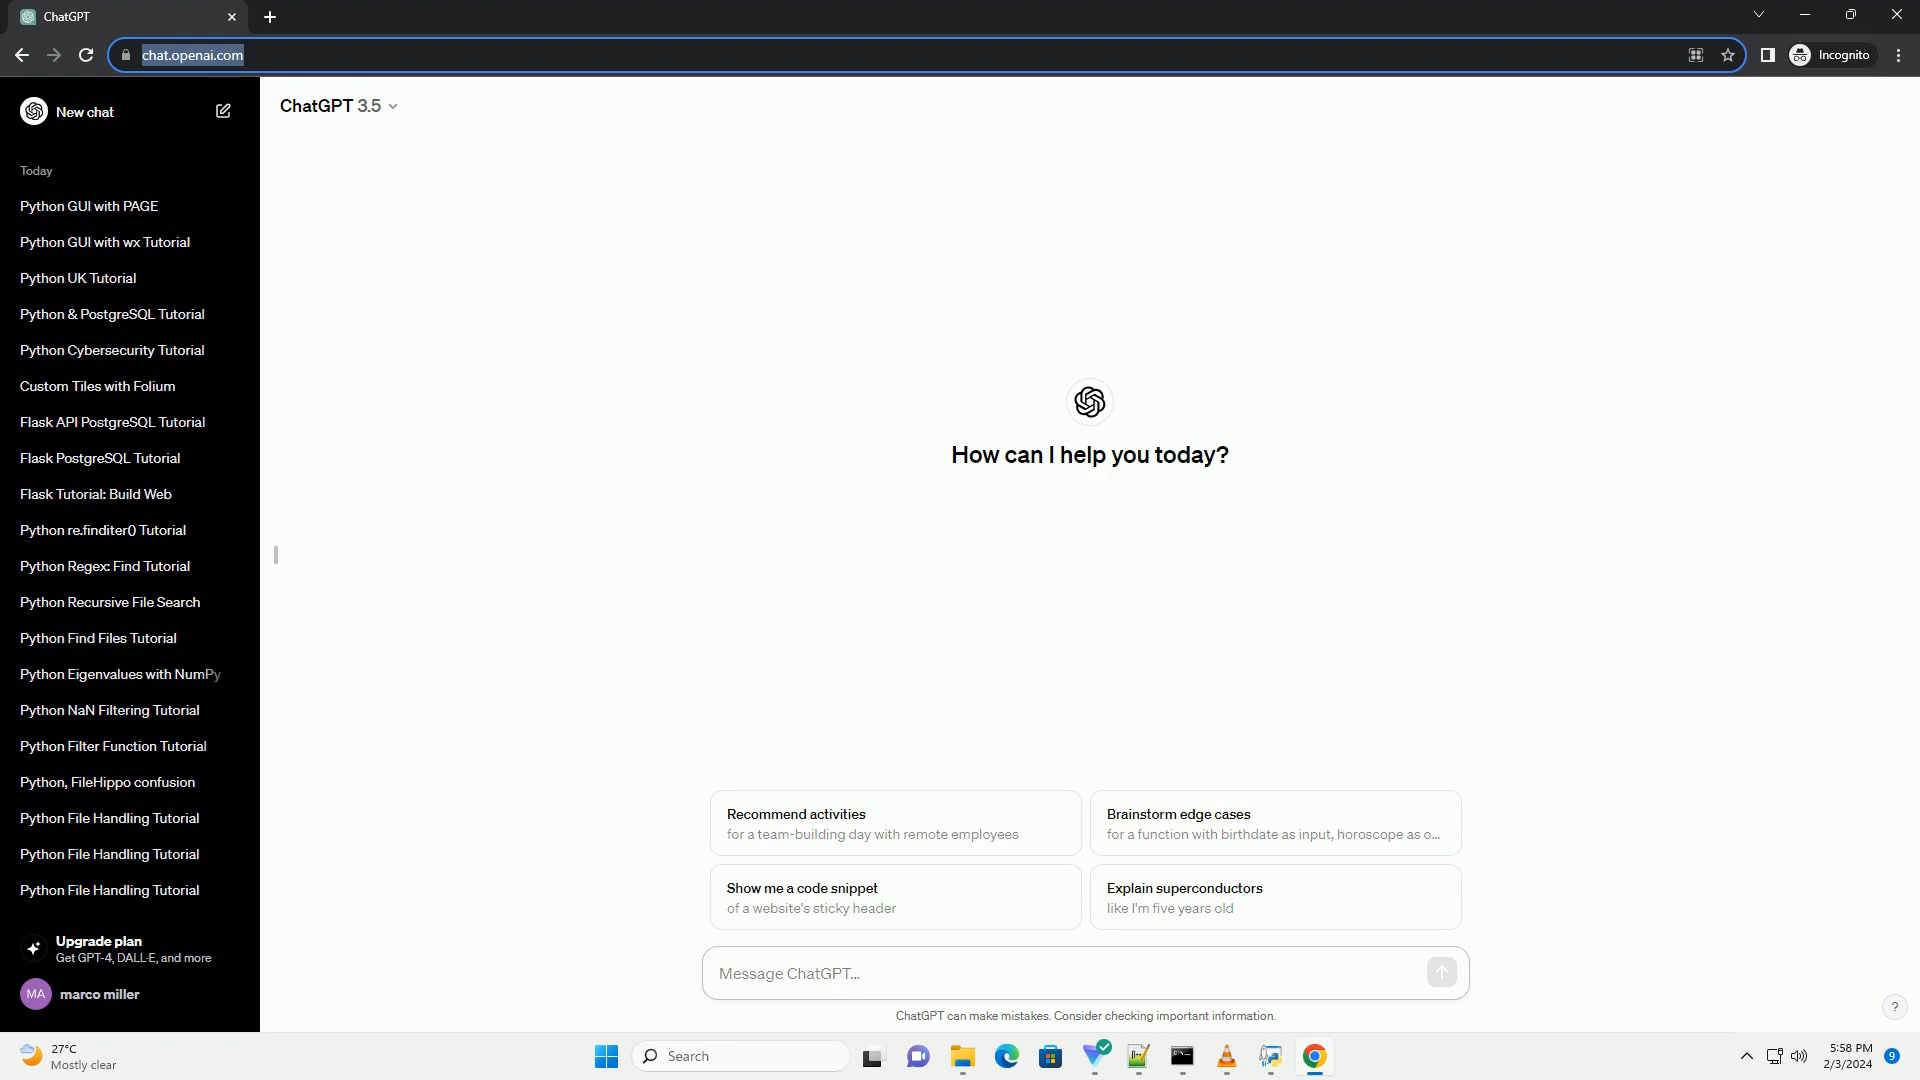 ChatGPT
chat.openai.com
Incognito
New chat
ChatGPT 3.5
Today
Python GUI with PAGE
Python GUI with wx Tutorial
Python UK Tutorial
Python & PostgreSQL Tutorial
Python Cybersecurity Tutorial
Custom Tiles with Folium
Flask API PostgreSQL Tutorial
Flask PostgreSQL Tutorial
Flask Tutorial: Build Web
Python re.finditer() Tutorial
Python Regex: Find Tutorial
Python Recursive File Search
Python Find Files Tutorial
Python Eigenvalues with NumPy
Python NaN Filtering Tutorial
Python Filter Function Tutorial
Python, FileHippo confusion
Python File Handling Tutorial
Python File Handling Tutorial
Python File Handling Tutorial
Upgrade plan
Get GPT-4, DALL·E, and more
MA marco miller
How can I help you today?
Recommend activities
for a team-building day with remote employees
Brainstorm edge cases
for a function with birthdate as input, horoscope as o...
Show me a code snippet
of a website's sticky header
Explain superconductors
like I'm five years old
Message ChatGPT...
ChatGPT can make mistakes. Consider checking important information.
?
27°C
Mostly clear
Search
5:58 PM
2/3/2024
9